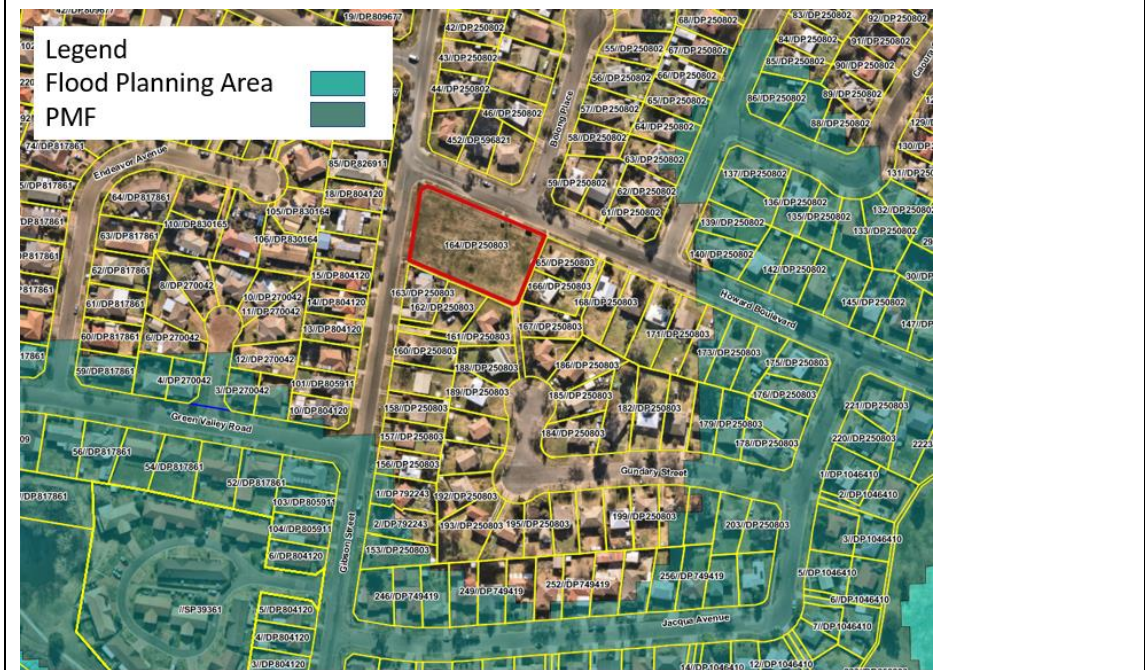 42//DP809677
19//DP809677
Legend
Flood Planning Area
PMF
42//DP250802
43//DP250802
44//DP250802
46//DP250802
452//DP596821
Bolong Place
68//DP250802
55//DP250802
67//DP250802
56//DP250802
66//DP250802
57//DP250802
65//DP250802
58//DP250802
64//DP250802
63//DP250802
59//DP250802
62//DP250802
61//DP250802
83//DP250802
92//DP250802
84//DP250802
91//DP250802
85//DP250802
90//DP250802
86//DP250802
89//DP250802
88//DP250802
74//DP817861
Endeavor Avenue
85//DP826911
18//DP804120
64//DP817861
105//DP830164
110//DP830165
63//DP817861
106//DP830164
62//DP817861
8//DP270042
15//DP804120
10//DP270042
61//DP817861
11//DP270042
14//DP804120
13//DP804120
60//DP817861
6//DP270042
12//DP270042
59//DP817861
4//DP270042
3//DP270042
101//DP805911
10//DP804120
Green Valley Road
164//DP250803
163//DP250803
162//DP250803
65//DP250803
166//DP250803
168//DP250803
167//DP250803
161//DP250803
160//DP250803
188//DP250803
186//DP250803
171//DP250803
189//DP250803
185//DP250803
158//DP250803
182//DP250803
184//DP250803
157//DP250803
156//DP250803
Gundary Street
137//DP250802
136//DP250802
135//DP250802
132//DP250802
139//DP250802
133//DP250802
140//DP250802
142//DP250802
145//DP250802
Howard Boulevard
173//DP250803
175//DP250803
176//DP250803
179//DP250803
178//DP250803
221//DP250803
220//DP250803
56//DP817861
54//DP817861
52//DP817861
103//DP805911
104//DP805911
6//DP804120
//SP39361
5//DP804120
4//DP804120
3//DP804120
Gibson Street
1//DP792243
192//DP250803
2//DP792243
193//DP250803
195//DP250803
199//DP250803
203//DP250803
153//DP250803
246//DP749419
249//DP749419
252//DP749419
256//DP749419
Jacqua Avenue
1//DP1046410
2//DP1046410
3//DP1046410
5//DP1046410
6//DP1046410
7//DP1046410
14//DP1046410
12//DP1046410